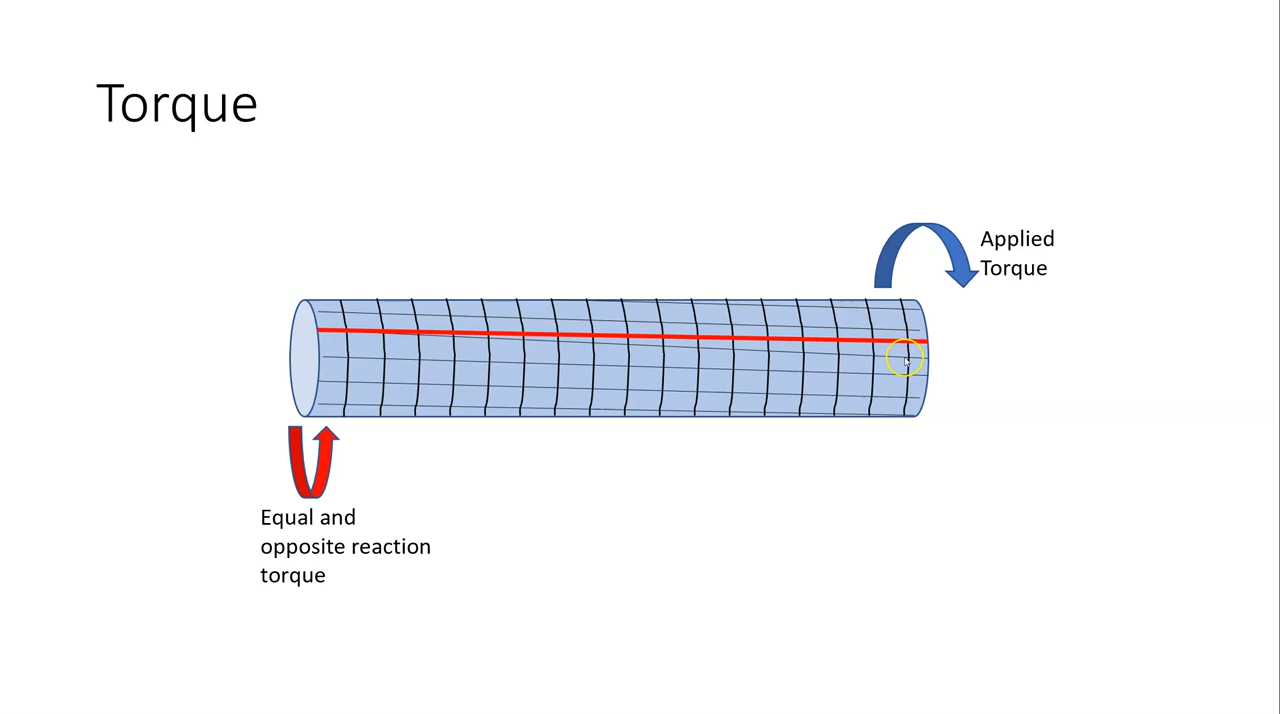 Torque
Applied
Torque
Equal and
opposite reaction
torque